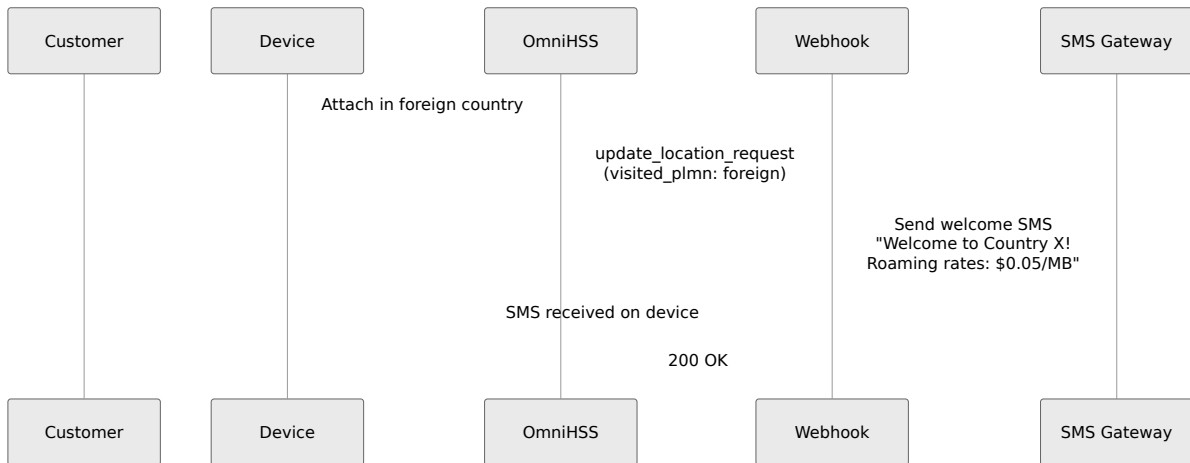 Customer
Device
OmniHSS
Webhook
SMS Gateway
Attach in foreign country
update_location_request
(visited_plmn: foreign)
Send welcome SMS
"Welcome to Country X!
Roaming rates: $0.05/MB"
SMS received on device
200 OK
Customer
Device
OmniHSS
Webhook
SMS Gateway